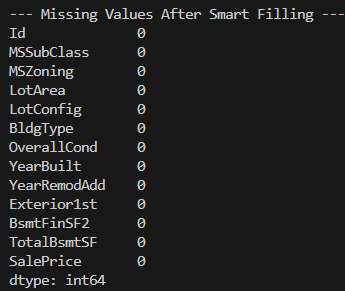 --- Missing Values After Smart Filling ---
Id 0
MSSubClass 0
MSZoning 0
LotArea 0
LotConfig 0
BldgType 0
OverallCond 0
YearBuilt 0
YearRemodAdd 0
Exterior1st 0
BsmtFinSF2 0
TotalBsmtSF 0
SalePrice 0
dtype: int64